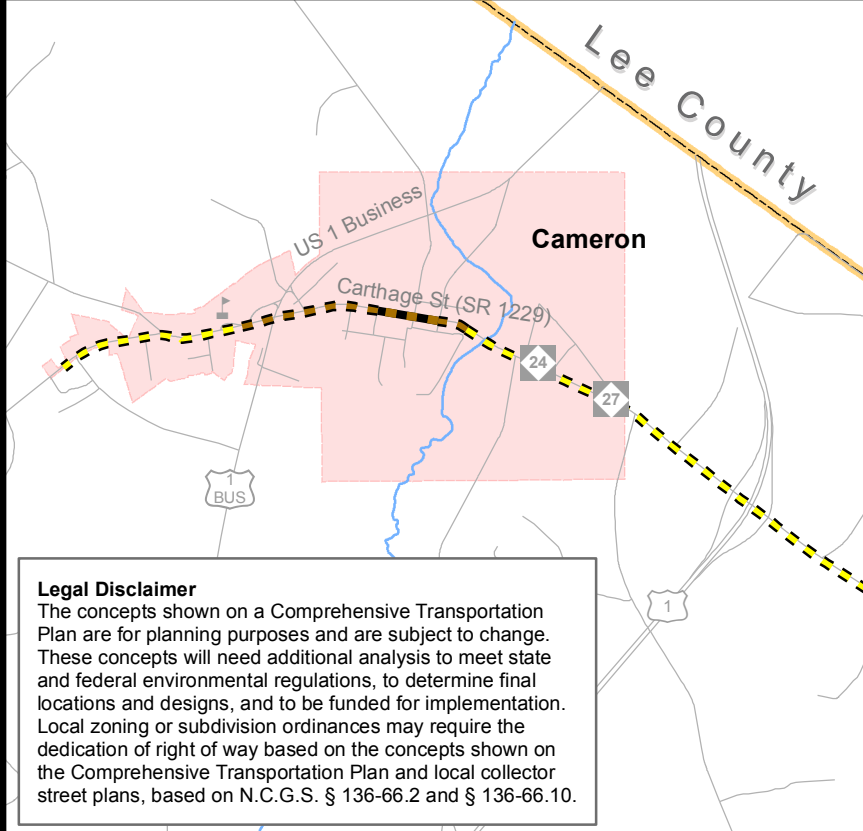 Lee County
Cameron
US 1 Business
Carthage St (SR 1229)
24
27
1
BUS
1
Legal Disclaimer
The concepts shown on a Comprehensive Transportation
Plan are for planning purposes and are subject to change.
These concepts will need additional analysis to meet state
and federal environmental regulations, to determine final
locations and designs, and to be funded for implementation.
Local zoning or subdivision ordinances may require the
dedication of right of way based on the concepts shown on
the Comprehensive Transportation Plan and local collector
street plans, based on N.C.G.S. § 136-66.2 and § 136-66.10.